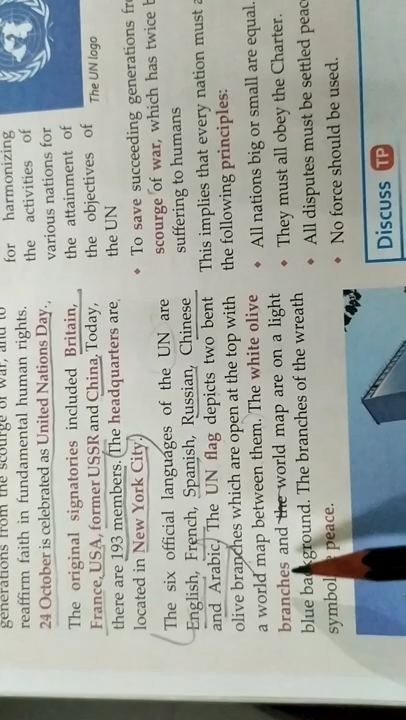 generations from the scourge of war, and to
reaffirm faith in fundamental human rights.
24 October is celebrated as United Nations Day.
The original signatories included Britain,
France, USA, former USSR and China. Today,
there are 193 members. The headquarters are
located in New York City.
The six official languages of the UN are
English, French, Spanish, Russian, Chinese
and Arabic. The UN flag depicts two bent
olive branches which are open at the top with
a world map between them. The white olive
branches and the world map are on a light
blue background. The branches of the wreath
peace.
for harmonizing
the activities of
various nations for
the attainment of
the objectives of
the UN
The UN logo
To save succeeding generations
scourge of war, which has twice
suffering to humans
This implies that every nation must
the following principles:
All nations big or small are equal.
They must all obey the Charter.
All disputes must be settled
No force should be used.
Discuss TP